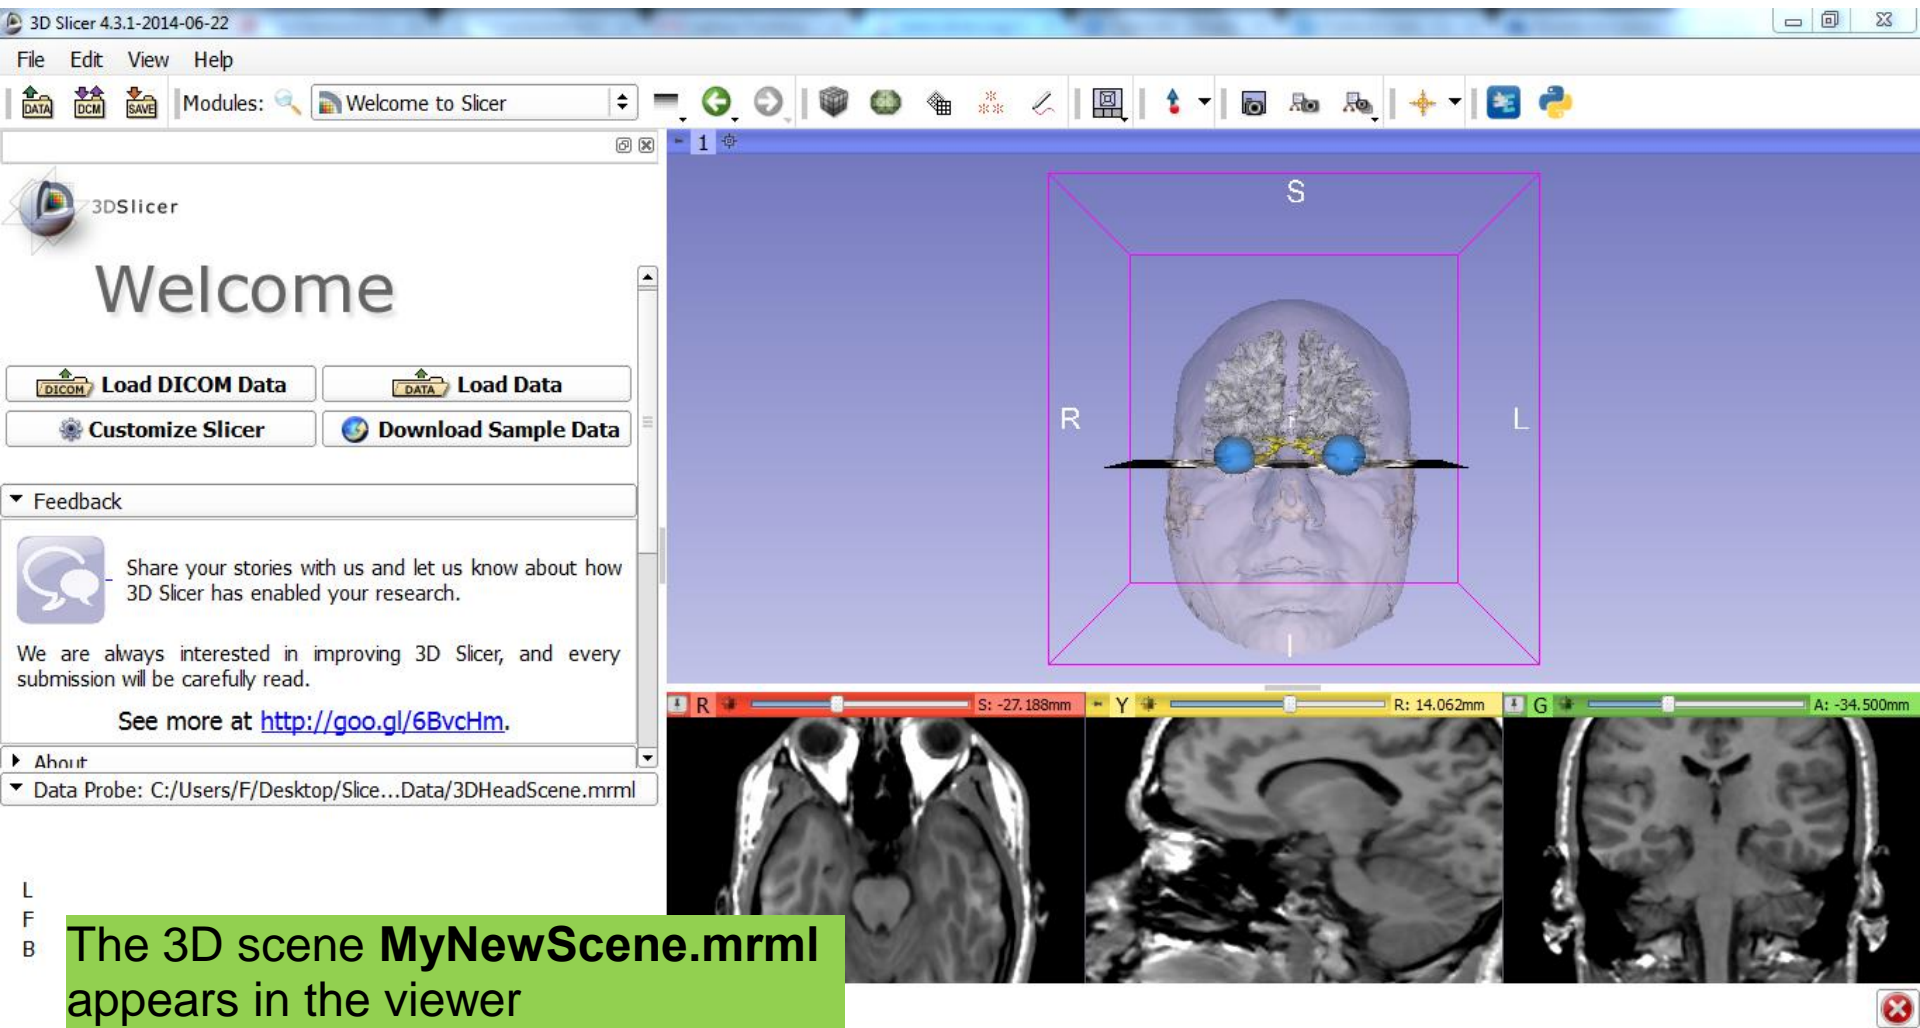 3D Slicer 4.3.1-2014-06-22
File Edit View Help
DATA DCM SAVE Modules: Welcome to Slicer
1
3DSlicer
Welcome
DICOM Load DICOM Data DATA Load Data
Customize Slicer Download Sample Data
Feedback
Share your stories with us and let us know about how
3D Slicer has enabled your research.
We are always interested in improving 3D Slicer, and every
submission will be carefully read.
See more at http://goo.gl/6BvcHm.
About
Data Probe: C:/Users/F/Desktop/Slice...Data/3DHeadScene.mrml
L
F
B
S
R
L
I
R S: -27.188mm
Y R: 14.062mm
G A: -34.500mm
The 3D scene MyNewScene.mrml
appears in the viewer